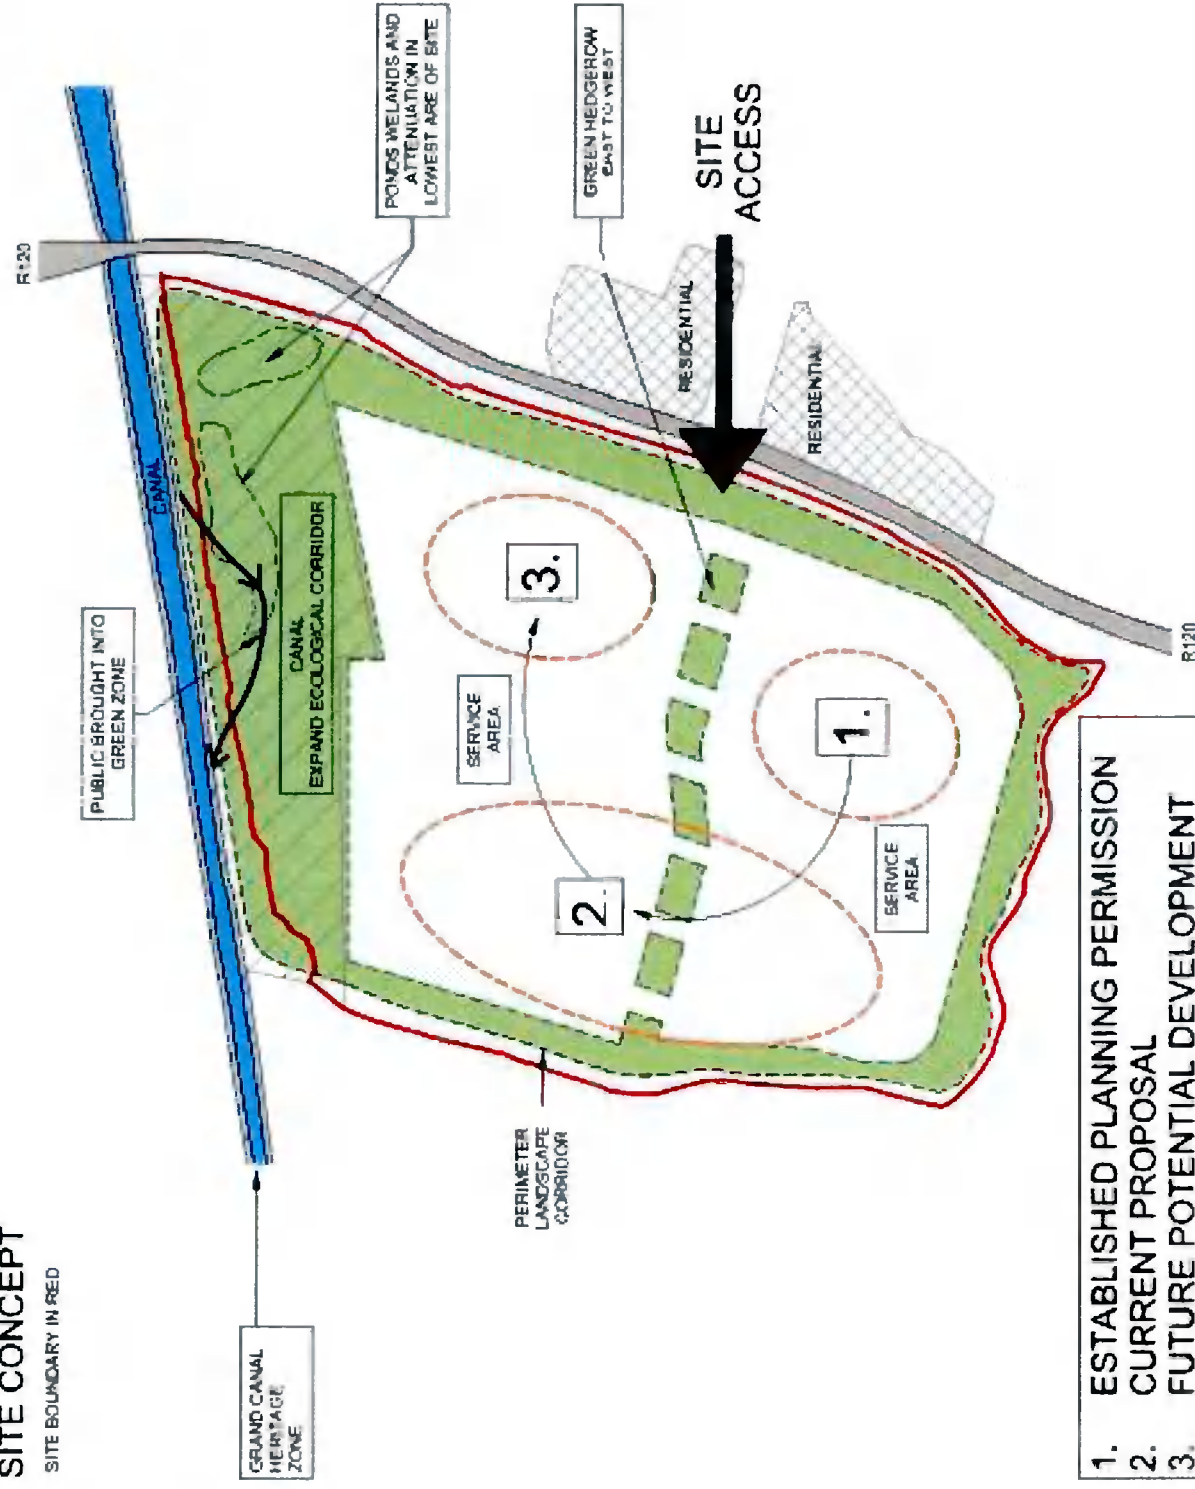 SITE CONCEPT
SITE BOUNDARY IN RED
GRAND CANAL
HERITAGE
ZONE
PUBLIC BROUGHT INTO
GREEN ZONE
R120
CANAL
PONDS WELANDS AND
ATTENUATION IN
LOWEST ARE OF SITE
CANAL
EXPAND ECOLOGICAL CORRIDOR
GREEN HEDGEROW
EAST TO WEST
PERIMETER
LANDSCAPE
CORRIDOR
SERVICE
AREA
3.
2.
1.
SERVICE
AREA
RESIDENTIAL
SITE
ACCESS
RESIDENTIAL
R120
1. ESTABLISHED PLANNING PERMISSION
2. CURRENT PROPOSAL
3. FUTURE POTENTIAL DEVELOPMENT